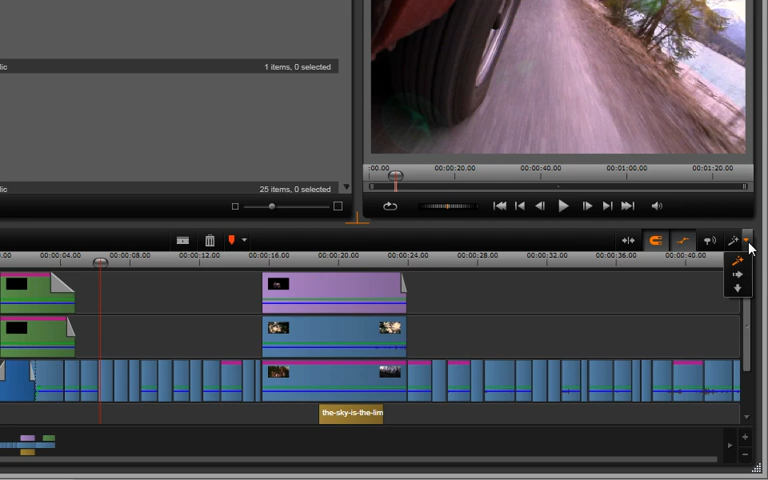 lic
1 items, 0 selected
lic
25 items, 0 selected
:00.00 00:00:20.00 00:00:40.00 00:01:00.00 00:01:20.00
.00 00:00:04.00 00:00:08.00 00:00:12.00 00:00:16.00 00:00:20.00 00:00:24.00 00:00:28.00 00:00:32.00 00:00:36.00 00:00:40.00
the-sky-is-the-lim